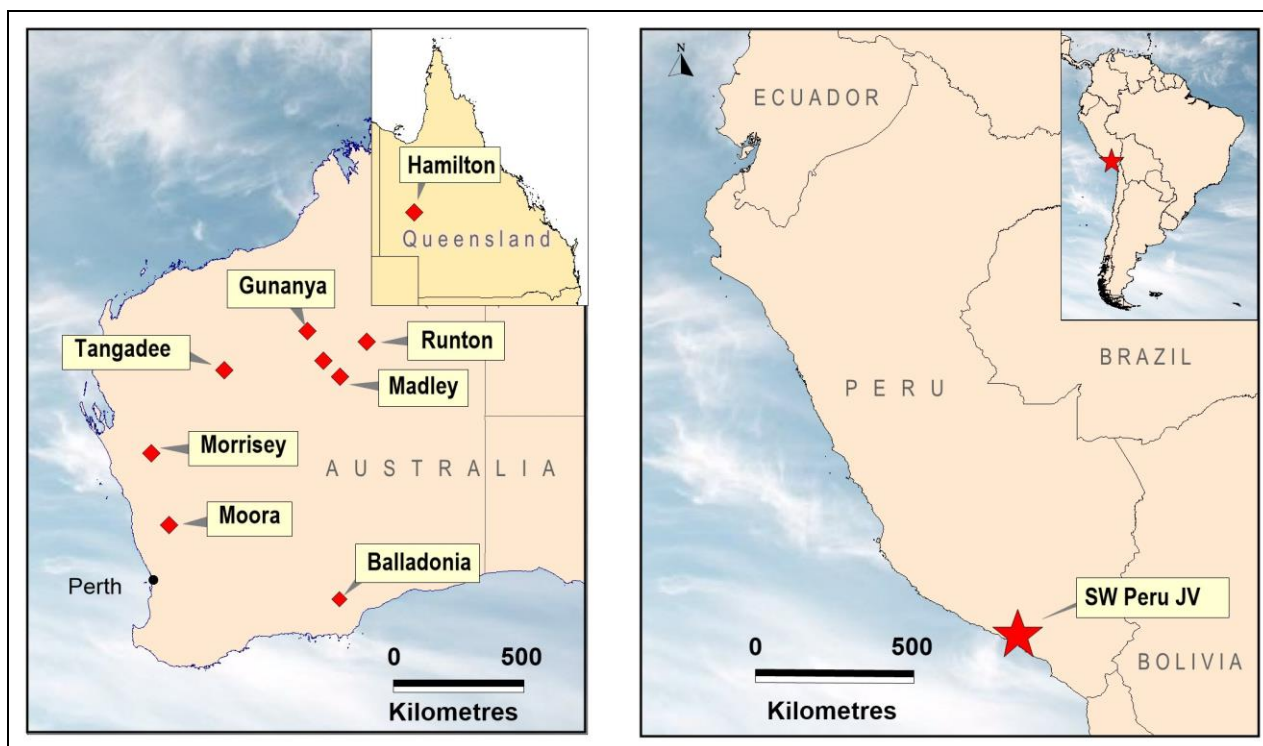 Hamilton
Queensland
Gunanya
Runton
Tangadee
Madley
Morrisey
AUSTRALIA
Moora
Balladonia
Perth
0 500
Kilometres
N
ECUADOR
BRAZIL
PERU
SW Peru JV
0 500
BOLIVIA
Kilometres